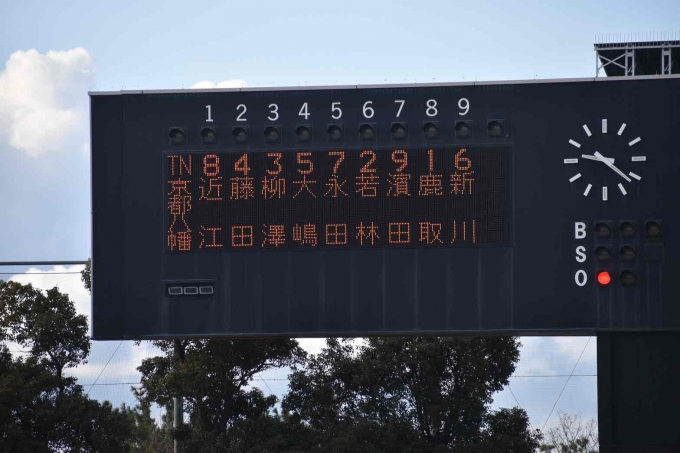 1 2 3 4 5 6 7 8 9
TN 8 4 3 5 7 2 9 1 6
京都八幡
近江
藤田
柳澤
大嶋
永田
若林
濱田
鹿取
新川
B
S
O